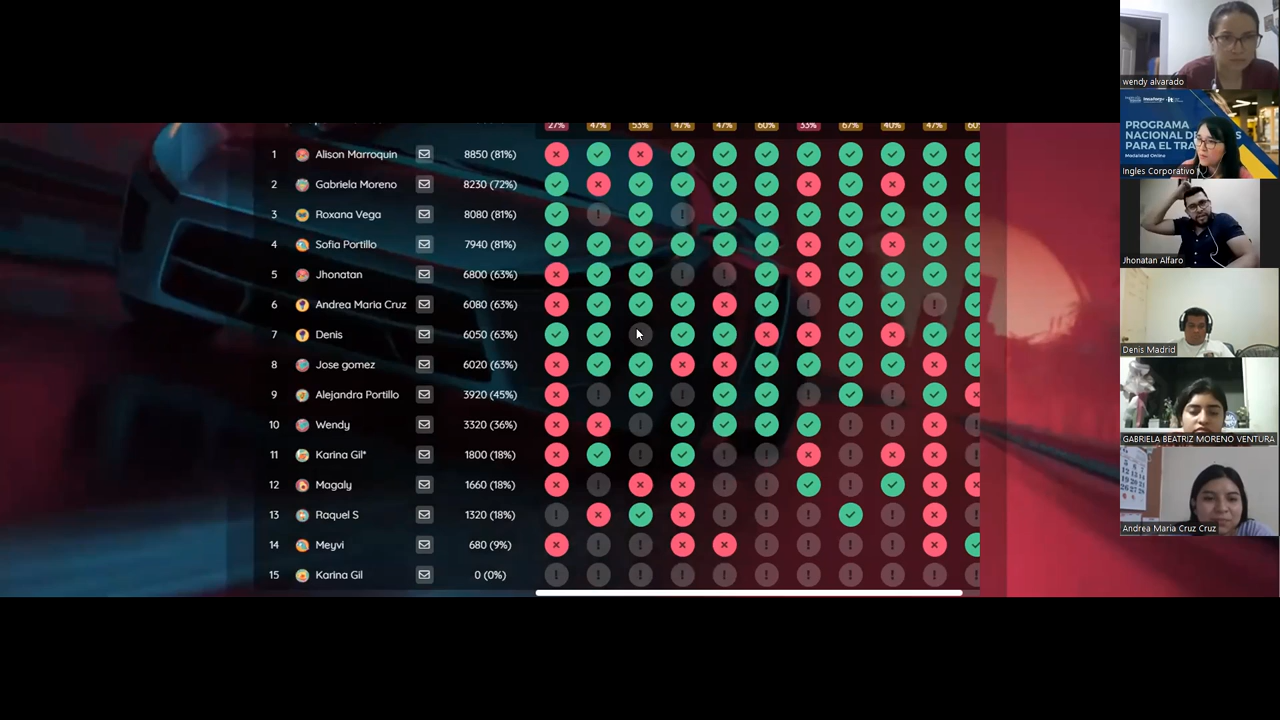 27% 47% 53% 47% 47% 60% 33% 67% 40% 47% 60%
1 Alison Marroquin 8850 (81%)
2 Gabriela Moreno 8230 (72%)
3 Roxana Vega 8080 (81%)
4 Sofia Portillo 7940 (81%)
5 Jhonatan 6800 (63%)
6 Andrea Maria Cruz 6080 (63%)
7 Denis 6050 (63%)
8 Jose gomez 6020 (63%)
9 Alejandra Portillo 3920 (45%)
10 Wendy 3320 (36%)
11 Karina Gil* 1800 (18%)
12 Magaly 1660 (18%)
13 Raquel S 1320 (18%)
14 Meyvi 680 (9%)
15 Karina Gil 0 (0%)
wendy alvarado
PROGRAMA
NACIONAL DE
PARA EL TRA
Modalidad Online
Ingles Corporativo
Jhonatan Alfaro
Denis Madrid
GABRIELA BEATRIZ MORENO VENTURA
Andrea Maria Cruz Cruz